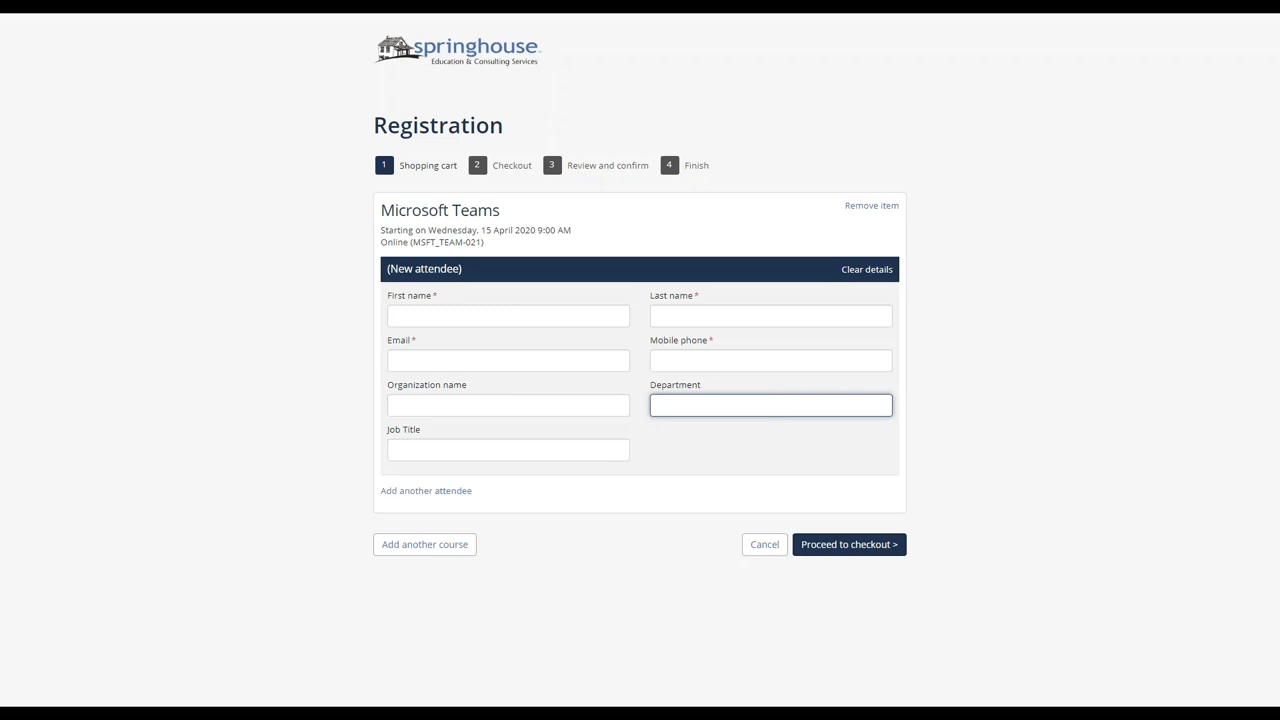 springhouse
Education & Consulting Services
Registration
1 Shopping cart 2 Checkout 3 Review and confirm 4 Finish
Microsoft Teams Remove item
Starting on Wednesday, 15 April 2020 9:00 AM
Online (MSFT_TEAM-021)
(New attendee) Clear details
First name * Last name *
Email * Mobile phone *
Organization name Department
Job Title
Add another attendee
Add another course Cancel Proceed to checkout >